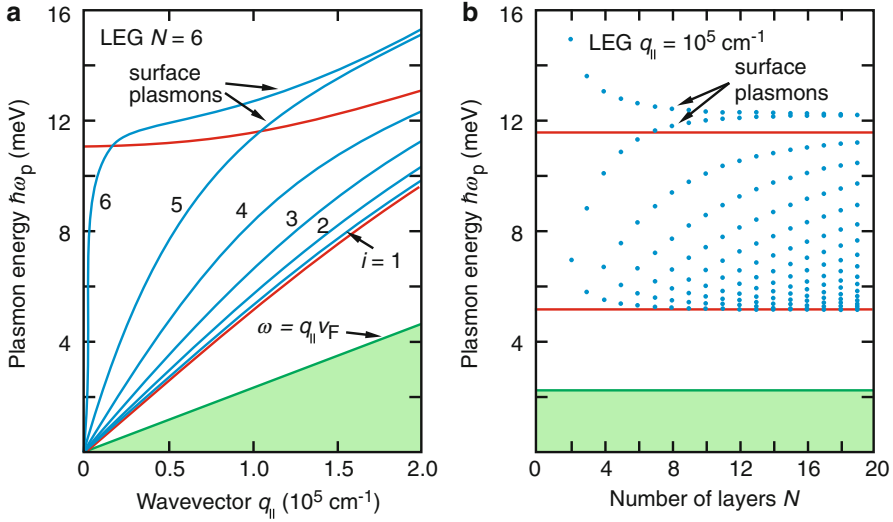 a
16
12
8
4
Plasmon energy ħωp (meV)
LEG N = 6
surface
plasmons
6
5
4
3
2
i = 1
ω = q|| vF
0
0.5
1.0
1.5
2.0
Wavevector q|| (10⁵ cm⁻¹)
b
16
12
8
4
Plasmon energy ħωp (meV)
LEG q|| = 10⁵ cm⁻¹
surface
plasmons
0
4
8
12
16
20
Number of layers N